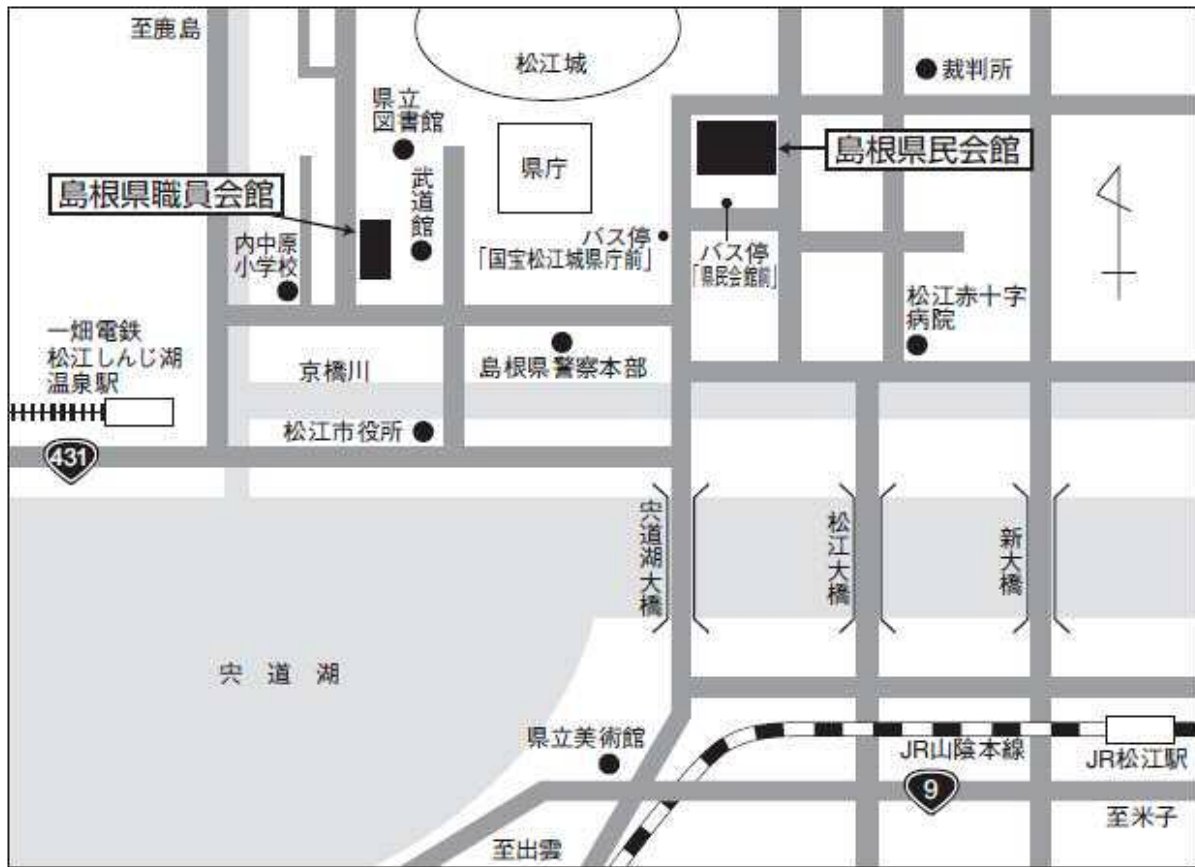 至鹿島
松江城
裁判所
県立
図書館
県庁
島根県民会館
島根県職員会館
武道館
内中原
小学校
バス停
「国宝松江城県庁前」
バス停
「県民会館前」
松江赤十字
病院
一畑電鉄
松江しんじ湖
温泉駅
京橋川
島根県警察本部
松江市役所
431
宍道湖大橋
松江大橋
新大橋
宍道湖
県立美術館
JR山陰本線
JR松江駅
9
至米子
至出雲